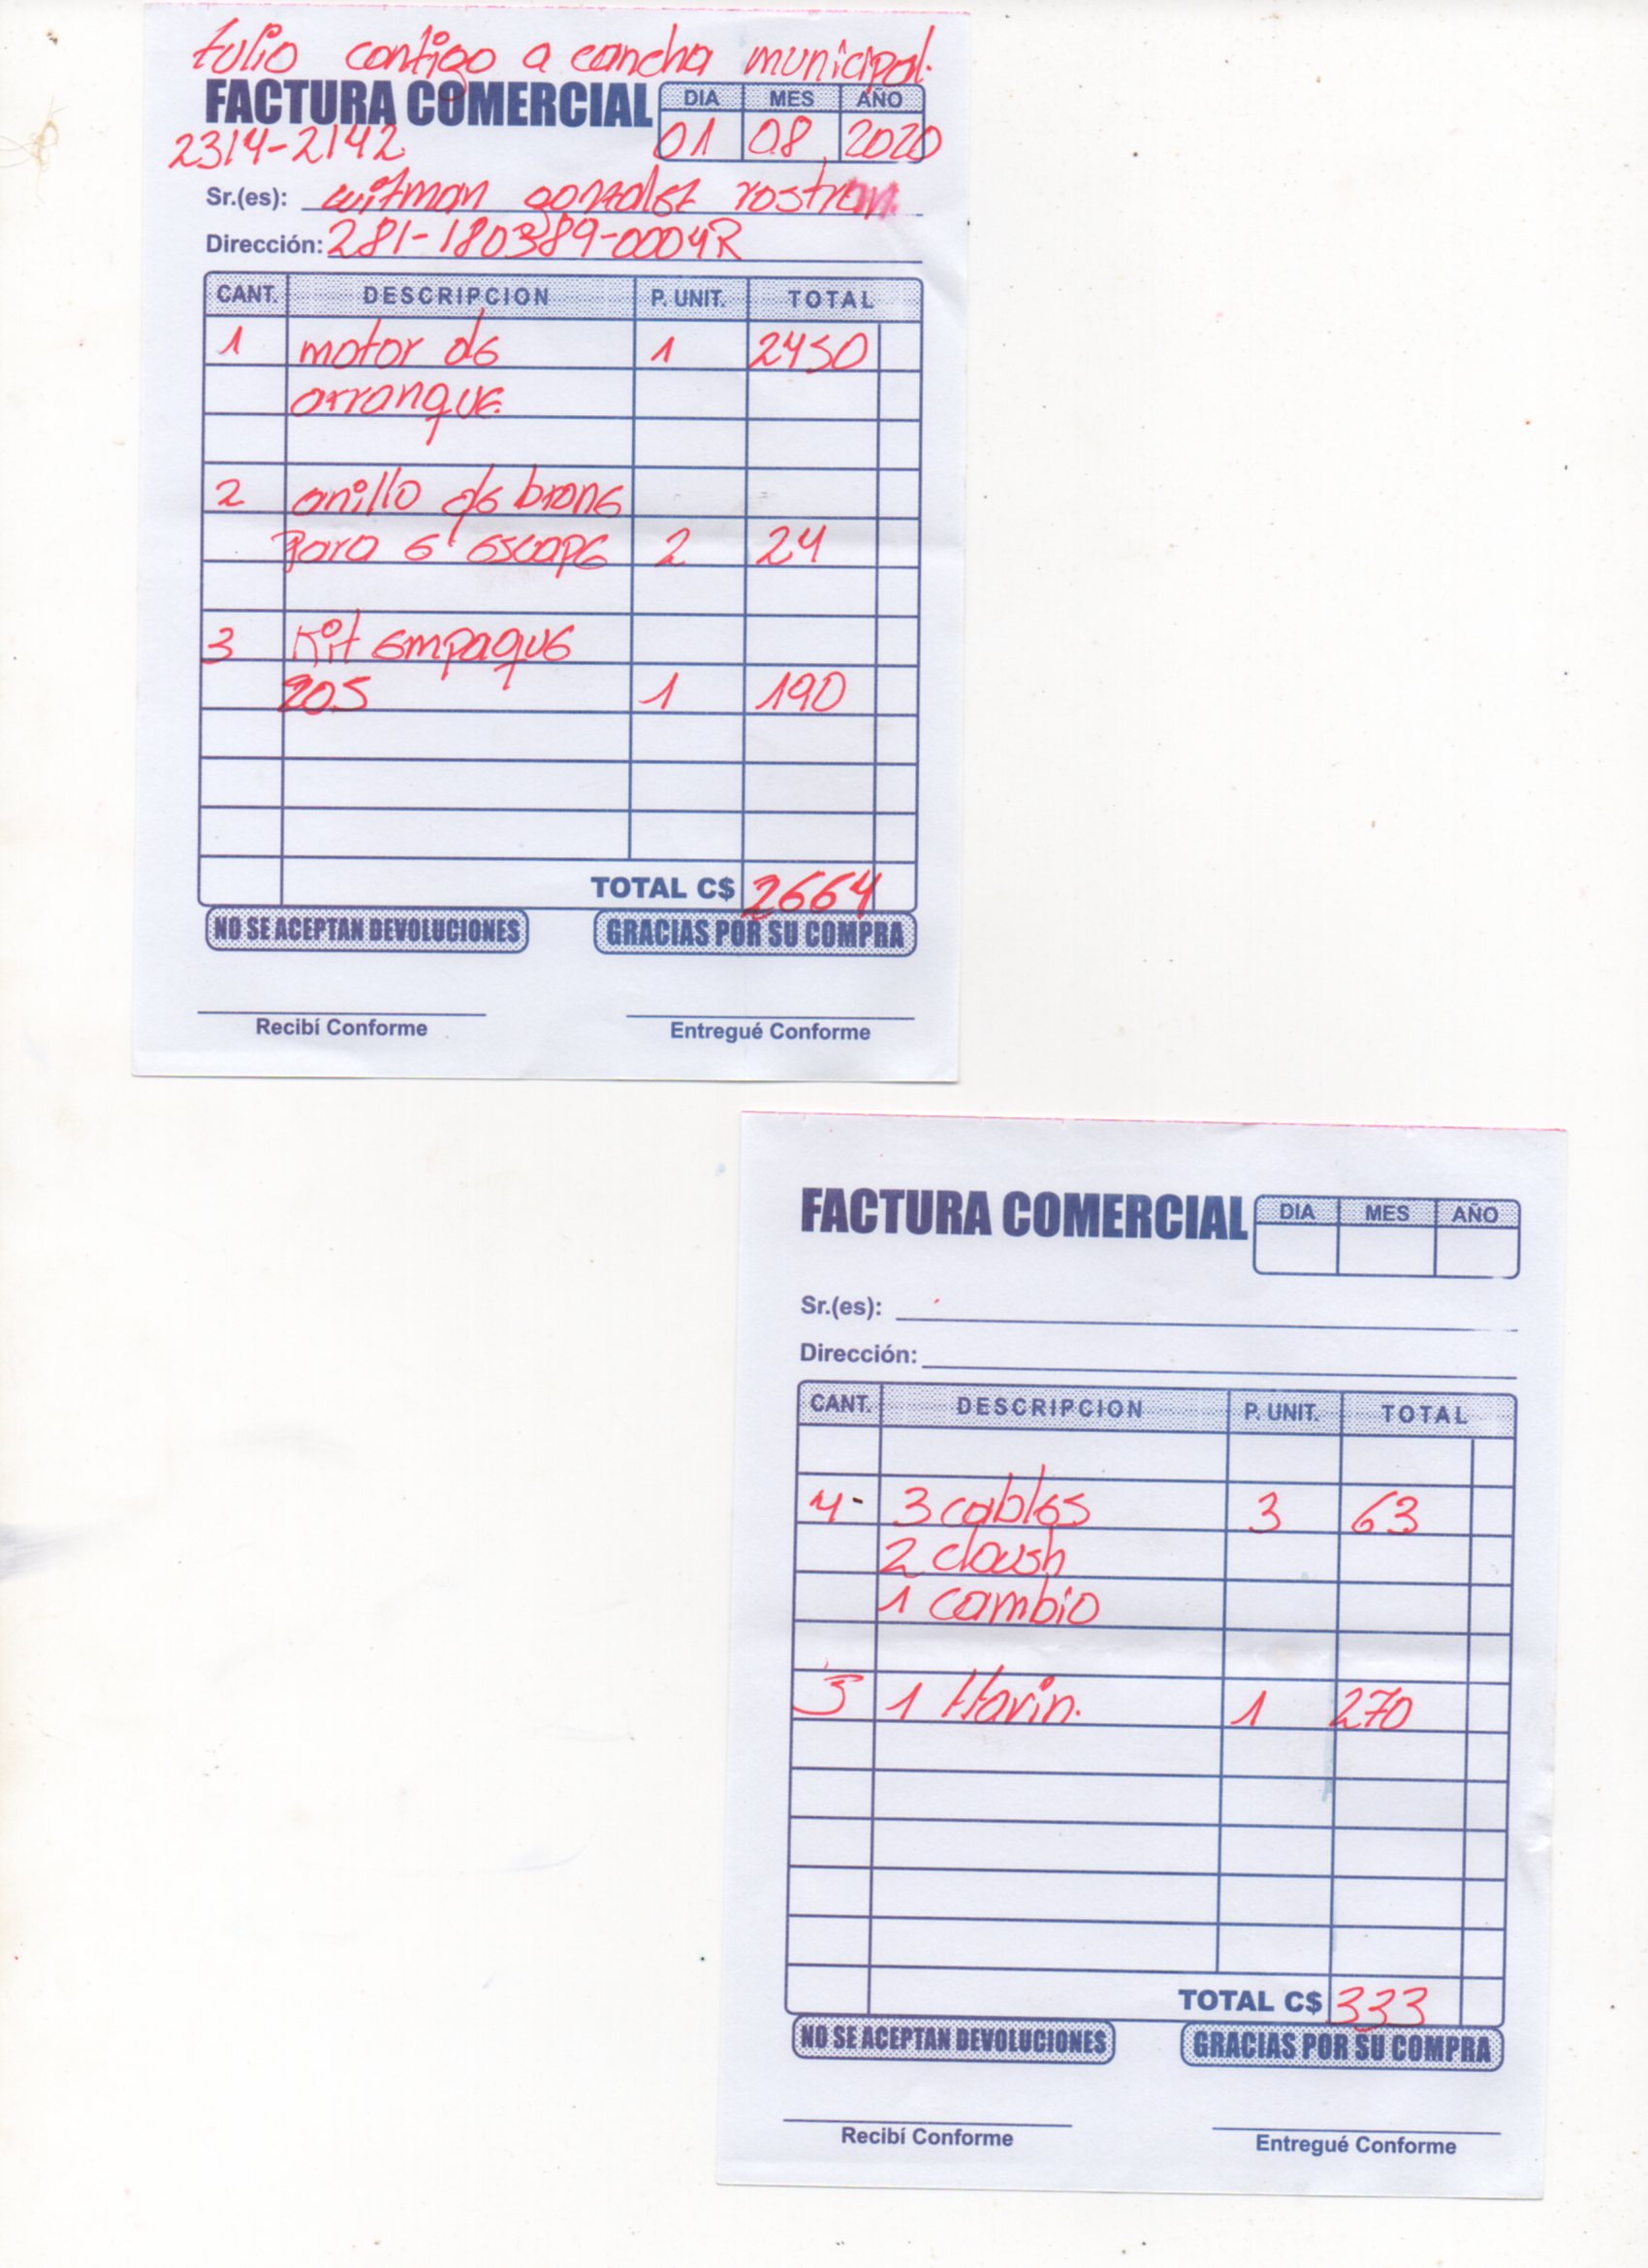 tulio contigo a cancha municipal.
FACTURA COMERCIAL DIA MES AÑO
2314-2142 01 08 2020
Sr.(es): witman gonzalez
Dirección: 281-180389-0004R
CANT. DESCRIPCION P. UNIT. TOTAL
1 motor de 1 2450
arranque.
2 anillo de brone
para e escape 2 24
3 Kit empaque
205 1 190
TOTAL C$ 2664
NO SE ACEPTAN DEVOLUCIONES GRACIAS POR SU COMPRA
Recibí Conforme Entregué Conforme
FACTURA COMERCIAL DIA MES AÑO
Sr.(es):
Dirección:
CANT. DESCRIPCION P. UNIT. TOTAL
4- 3 cables 3 63
2 cloush
1 cambio
5 1 llavin. 1 270
TOTAL C$ 333
NO SE ACEPTAN DEVOLUCIONES GRACIAS POR SU COMPRA
Recibí Conforme Entregué Conforme